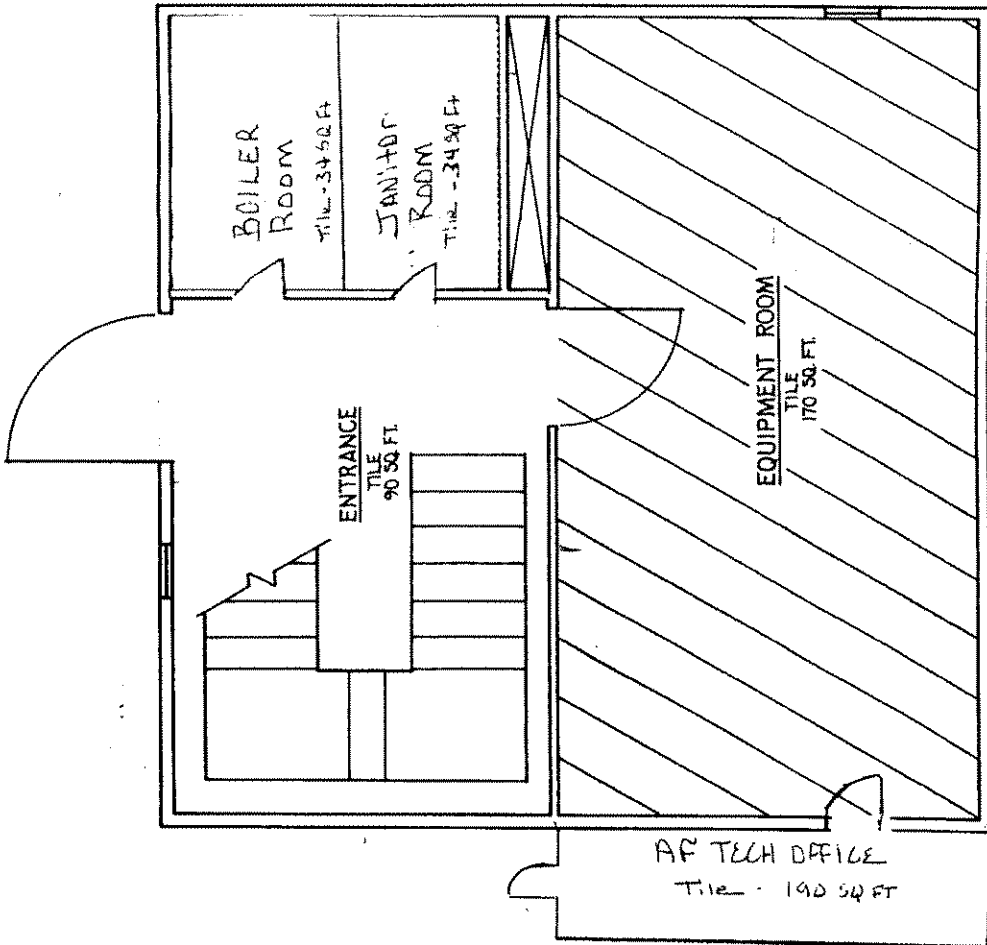 BOILER
ROOM
Tile - 34 SQ Ft
JANitor
ROOM
Tile - 34 SQ Ft
ENTRANCE
TILE
90 SQ. FT.
EQUIPMENT ROOM
TILE
170 SQ. FT.
AF TECH OFFICE
Tile - 190 SQ FT